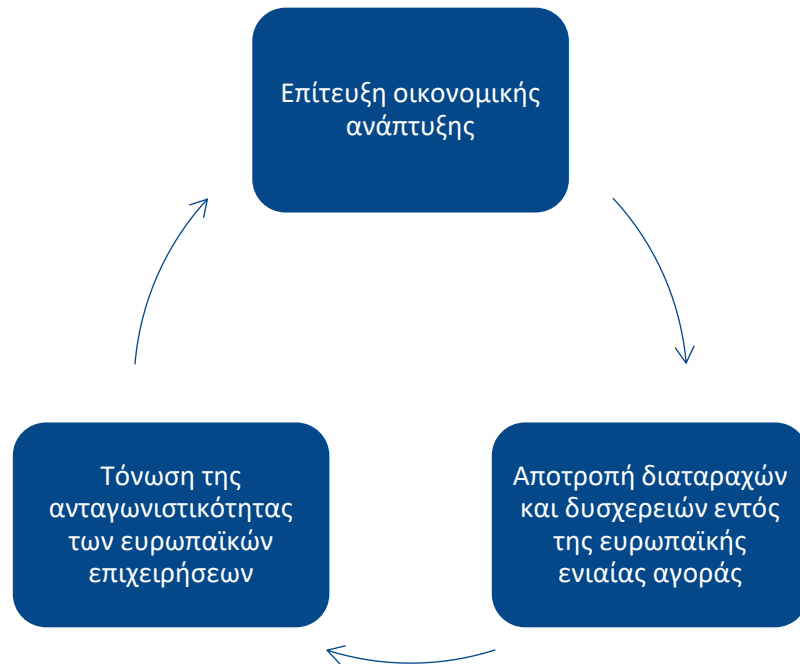 Επίτευξη οικονομικής
ανάπτυξης
Αποτροπή διαταραχών
και δυσχερειών εντός
της ευρωπαϊκής
ενιαίας αγοράς
Τόνωση της
ανταγωνιστικότητας
των ευρωπαϊκών
επιχειρήσεων